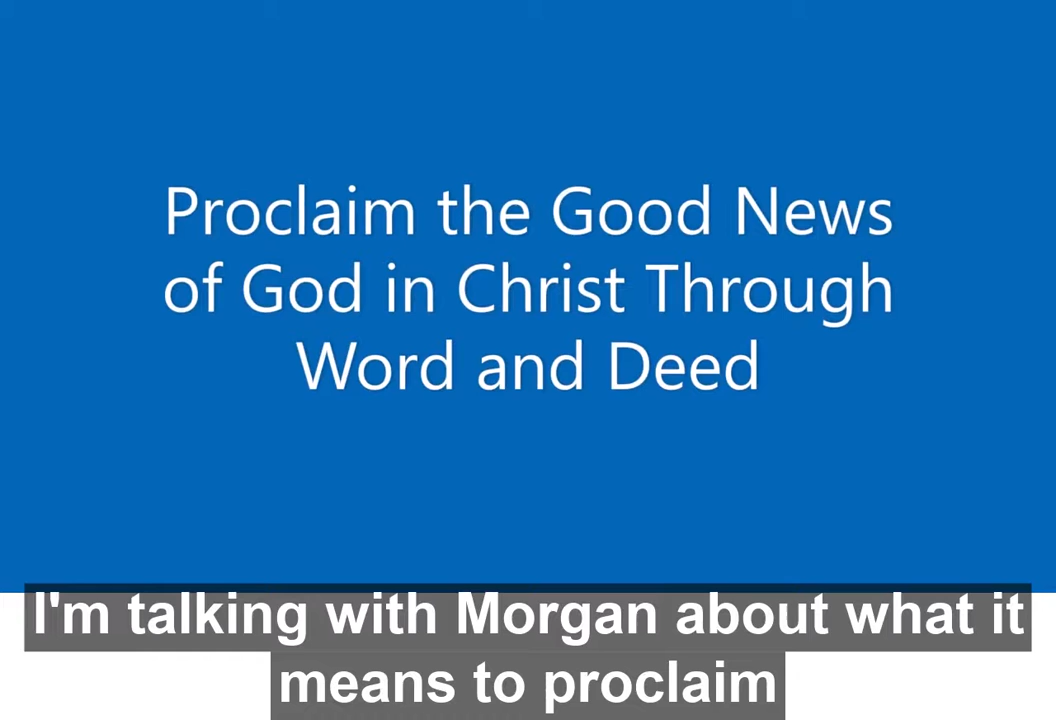 Proclaim the Good News
of God in Christ Through
Word and Deed
I'm talking with Morgan about what it
means to proclaim